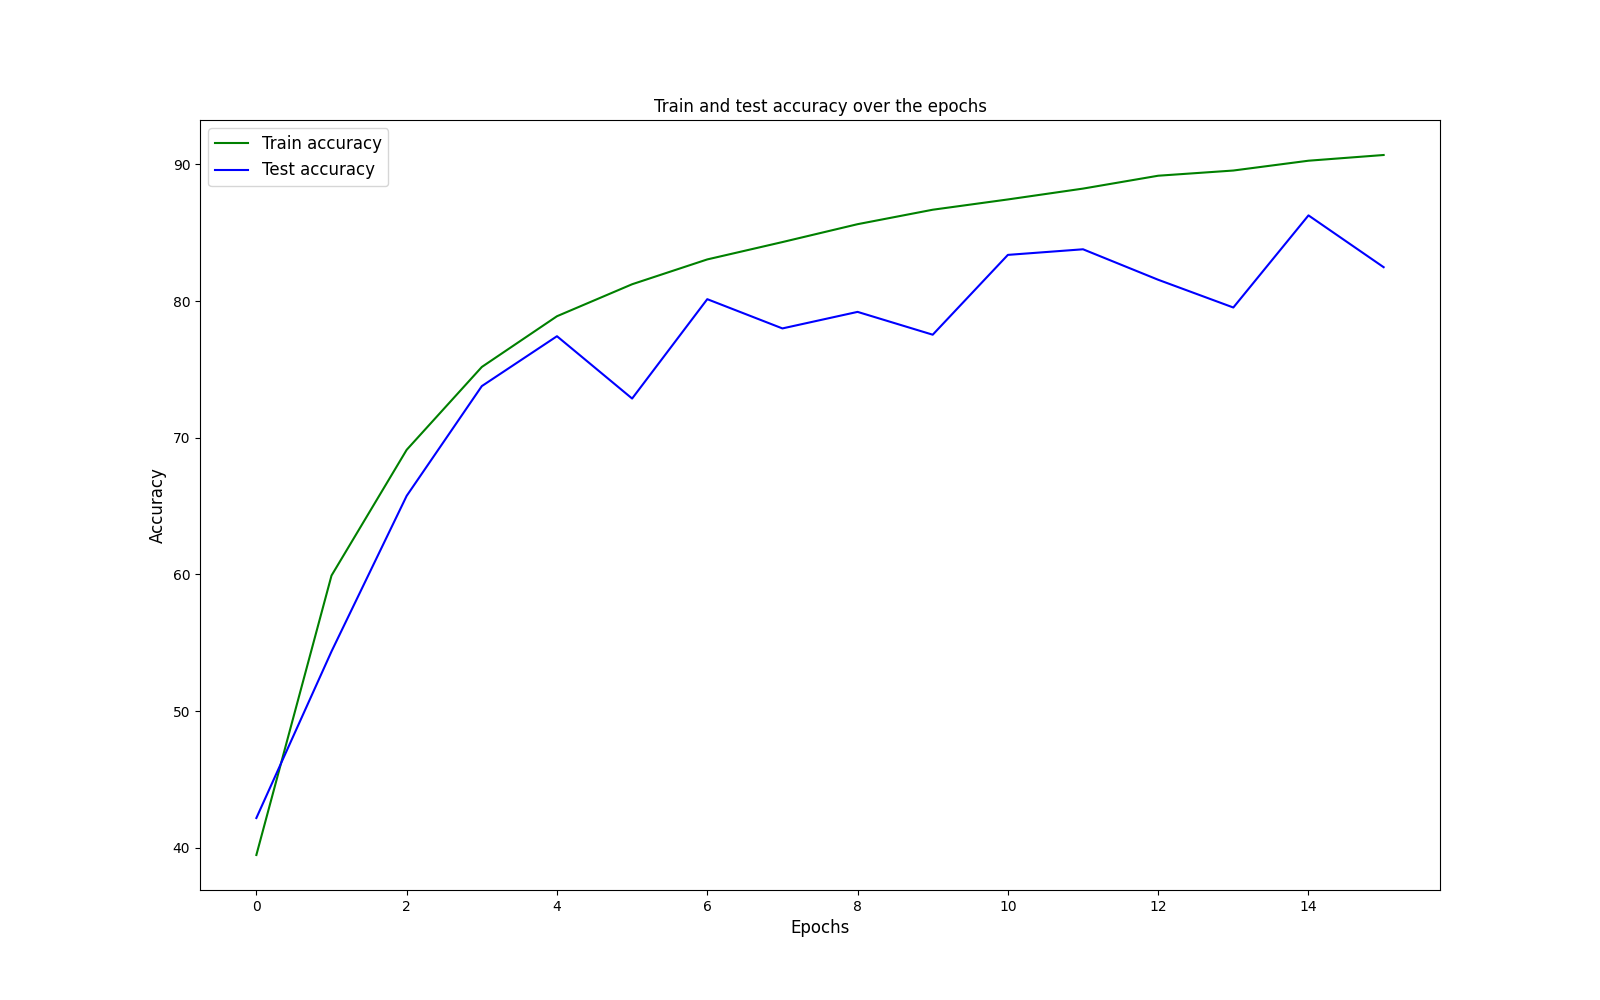 Train and test accuracy over the epochs
Train accuracy
Test accuracy
90
80
70
60
50
40
Accuracy
0 2 4 6 8 10 12 14
Epochs